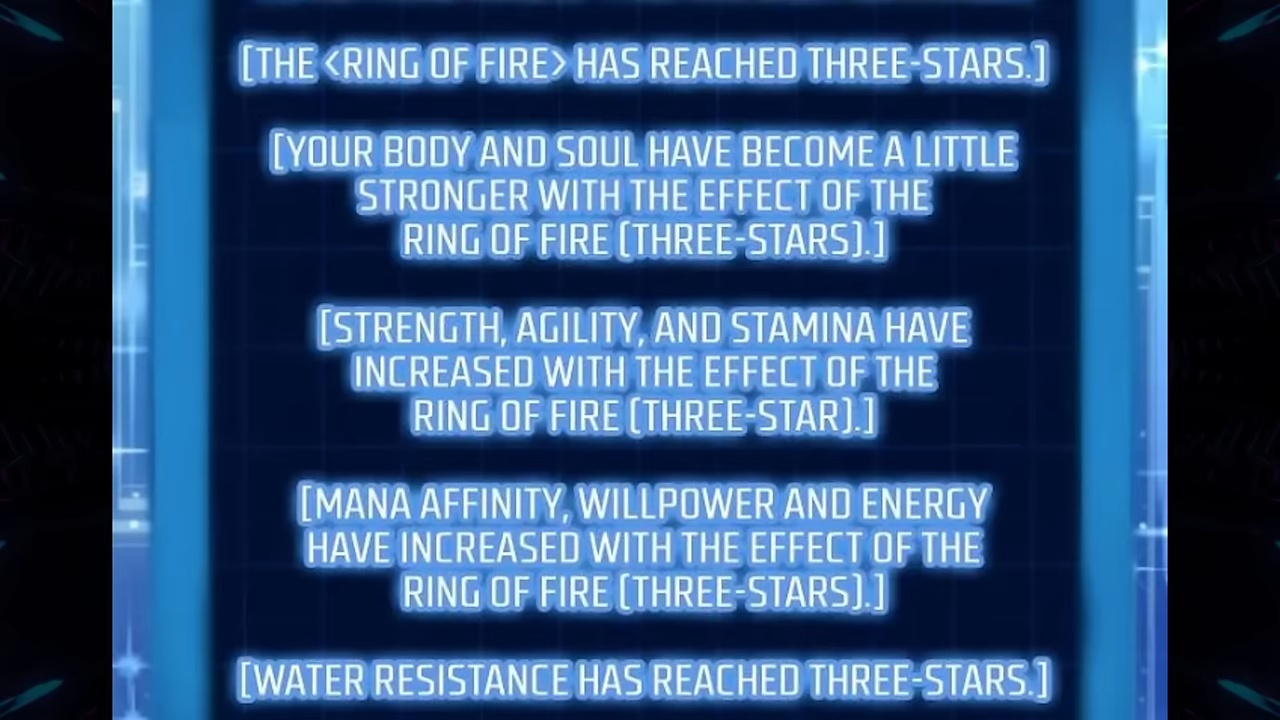 [THE <RING OF FIRE> HAS REACHED THREE-STARS.]
[YOUR BODY AND SOUL HAVE BECOME A LITTLE
STRONGER WITH THE EFFECT OF THE
RING OF FIRE (THREE-STARS).]
[STRENGTH, AGILITY, AND STAMINA HAVE
INCREASED WITH THE EFFECT OF THE
RING OF FIRE (THREE-STAR).]
[MANA AFFINITY, WILLPOWER AND ENERGY
HAVE INCREASED WITH THE EFFECT OF THE
RING OF FIRE (THREE-STARS).]
[WATER RESISTANCE HAS REACHED THREE-STARS.]